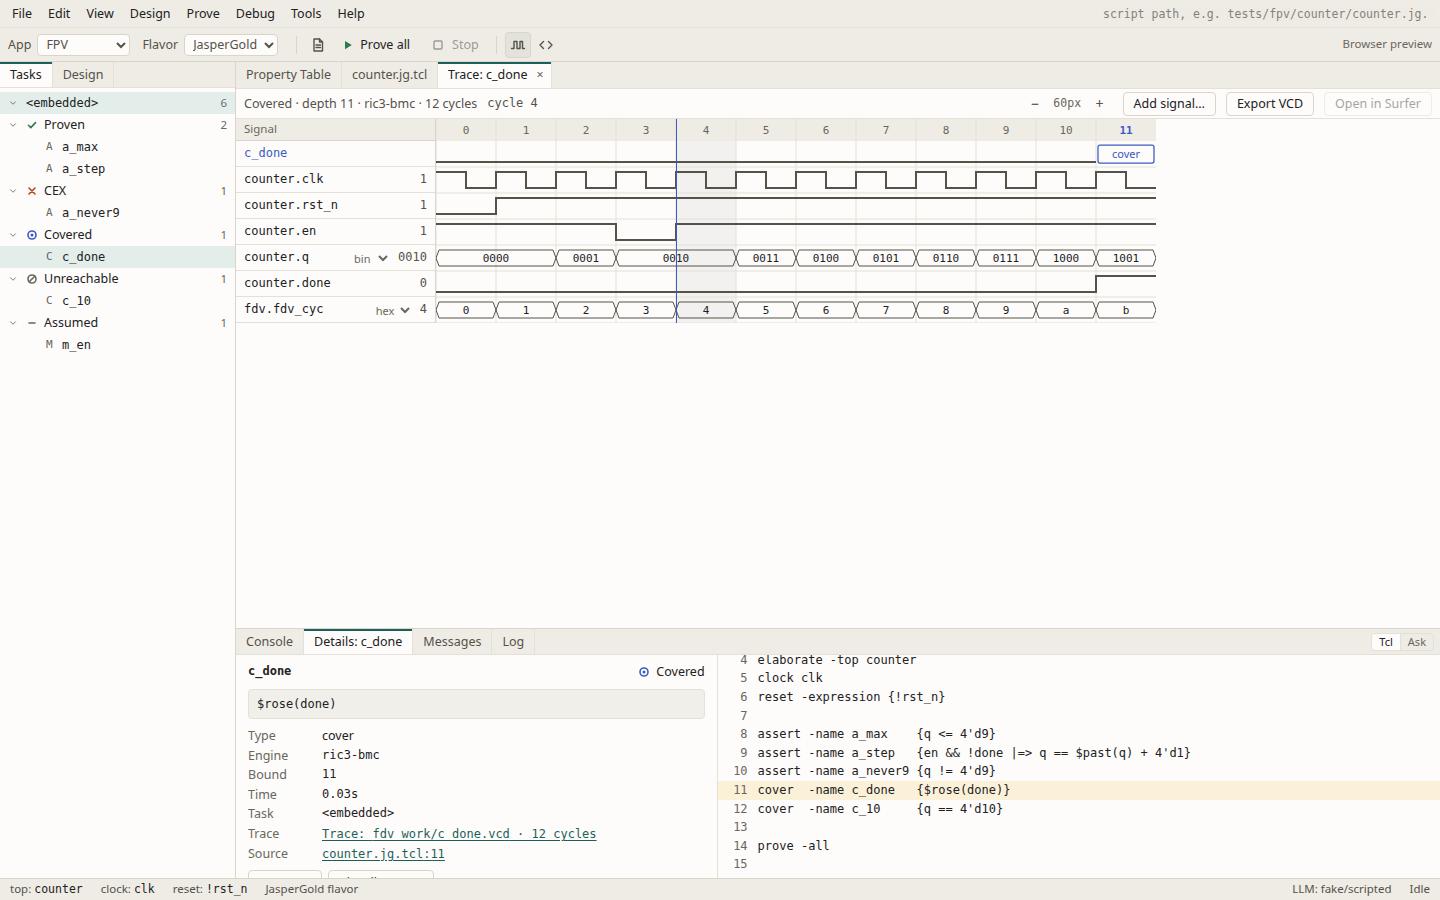 File Edit View Design Prove Debug Tools Help script path, e.g. tests/fpv/counter/counter.jg.
App FPV Flavor JasperGold Prove all Stop Browser preview
Tasks Design Property Table counter.jg.tcl Trace: c_done ×
Covered · depth 11 · ric3-bmc · 12 cycles cycle 4 − 60px + Add signal... Export VCD Open in Surfer
<embedded> 6
Proven 2
A a_max
A a_step
CEX 1
A a_never9
Covered 1
C c_done
Unreachable 1
C c_10
Assumed 1
M m_en
Signal 0 1 2 3 4 5 6 7 8 9 10 11
c_done cover
counter.clk 1
counter.rst_n 1
counter.en 1
counter.q bin 0010 0000 0001 0010 0011 0100 0101 0110 0111 1000 1001
counter.done 0
fdv.fdv_cyc hex 4 0 1 2 3 4 5 6 7 8 9 a b
Console Details: c_done Messages Log Tcl Ask
c_done Covered
$rose(done)
Type cover
Engine ric3-bmc
Bound 11
Time 0.03s
Task <embedded>
Trace Trace: fdv_work/c_done.vcd · 12 cycles
Source counter.jg.tcl:11
4 elaborate -top counter
5 clock clk
6 reset -expression {!rst_n}
7
8 assert -name a_max {q <= 4'd9}
9 assert -name a_step {en && !done |=> q == $past(q) + 4'd1}
10 assert -name a_never9 {q != 4'd9}
11 cover -name c_done {$rose(done)}
12 cover -name c_10 {q == 4'd10}
13
14 prove -all
15
top: counter clock: clk reset: !rst_n JasperGold flavor LLM: fake/scripted Idle